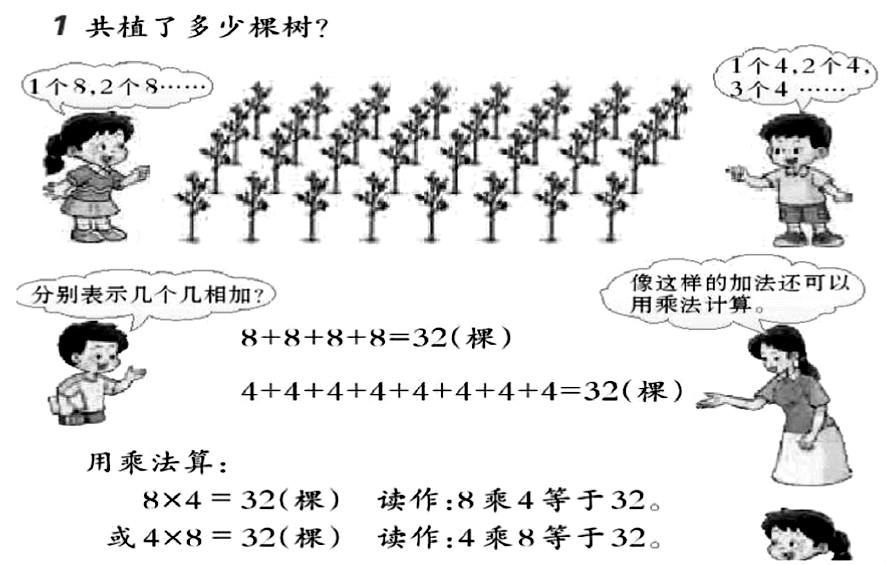 1 共植了多少棵树?
1个8,2个8……
1个4,2个4,
3个4 ……
分别表示几个几相加?
像这样的加法还可以
用乘法计算。
8+8+8+8=32(棵)
4+4+4+4+4+4+4+4=32(棵)
用乘法算:
8×4=32(棵) 读作:8乘4等于32。
或4×8=32(棵) 读作:4乘8等于32。